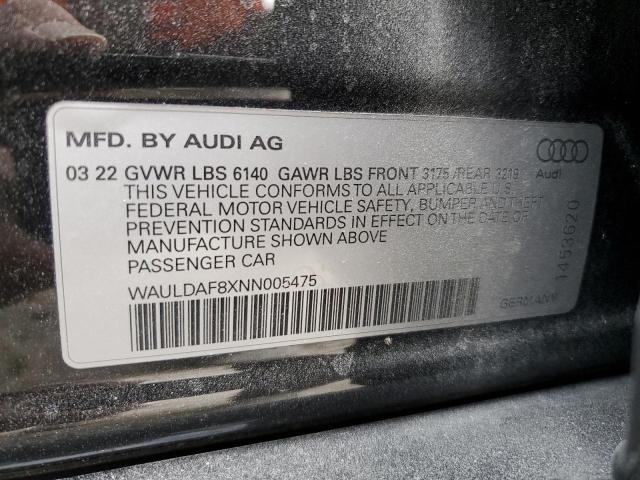 MFD. BY AUDI AG
03 22 GVWR LBS 6140 GAWR LBS FRONT 3175 /REAR 3219
THIS VEHICLE CONFORMS TO ALL APPLICABLE U.S.
FEDERAL MOTOR VEHICLE SAFETY, BUMPER AND THEFT
PREVENTION STANDARDS IN EFFECT ON THE DATE OF
MANUFACTURE SHOWN ABOVE
PASSENGER CAR
WAULDAF8XNN005475
Audi
1453620
GERMANY